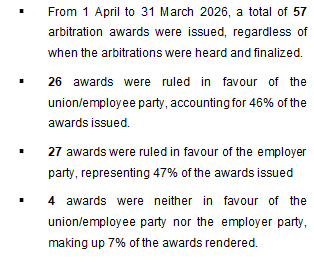 ▪ From 1 April to 31 March 2026, a total of 57
arbitration awards were issued, regardless of
when the arbitrations were heard and finalized.
▪ 26 awards were ruled in favour of the
union/employee party, accounting for 46% of the
awards issued.
▪ 27 awards were ruled in favour of the employer
party, representing 47% of the awards issued
▪ 4 awards were neither in favour of the
union/employee party nor the employer party,
making up 7% of the awards rendered.